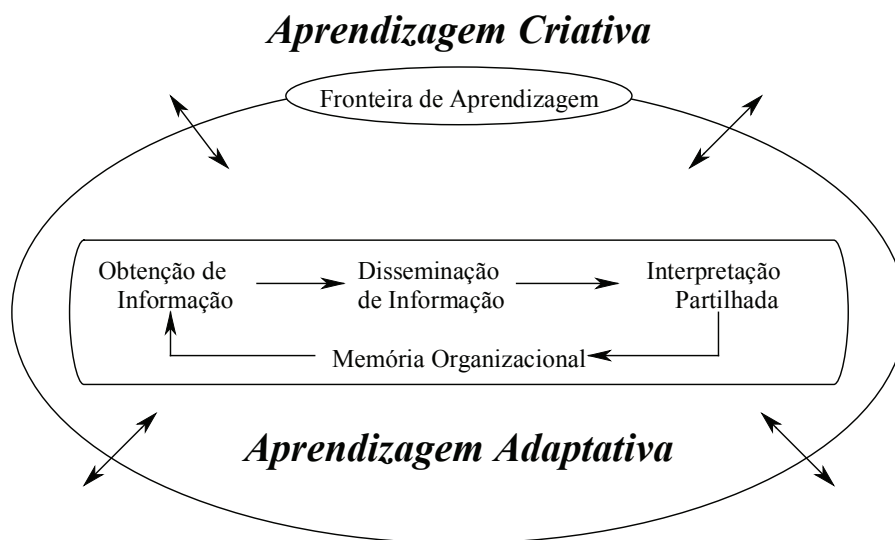 Aprendizagem Criativa
Fronteira de Aprendizagem
Obtenção de
Informação
Disseminação
de Informação
Interpretação
Partilhada
Memória Organizacional
Aprendizagem Adaptativa